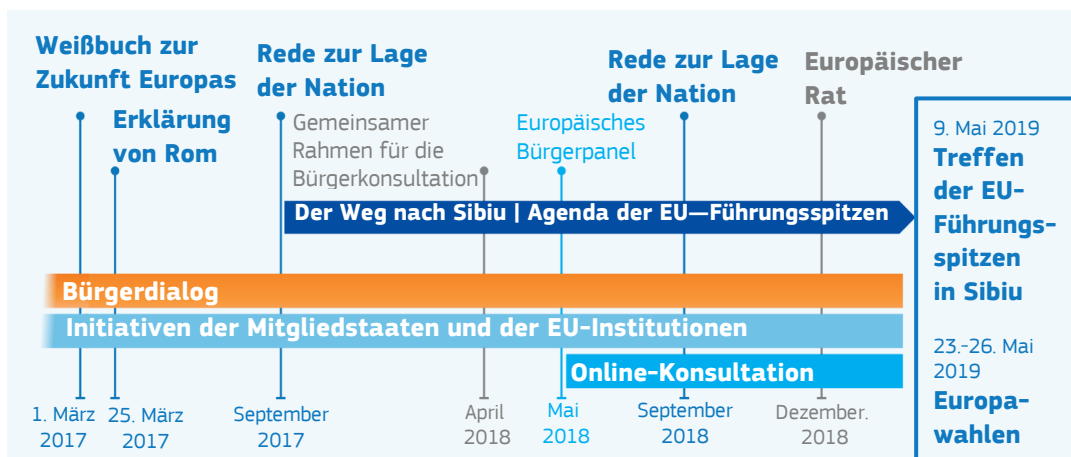 Weißbuch zur
Zukunft Europas
Erklärung
von Rom
Rede zur Lage
der Nation
Gemeinsamer
Rahmen für die
Bürgerkonsultation
Europäisches
Bürgerpanel
Rede zur Lage
der Nation
Europäischer
Rat
Der Weg nach Sibiu | Agenda der EU—Führungsspitzen
Bürgerdialog
Initiativen der Mitgliedstaaten und der EU-Institutionen
Online-Konsultation
1. März
2017
25. März
2017
September
2017
April
2018
Mai
2018
September
2018
Dezember.
2018
9. Mai 2019
Treffen
der EU-
Führungs-
spitzen
in Sibiu
23.-26. Mai
2019
Europa-
wahlen